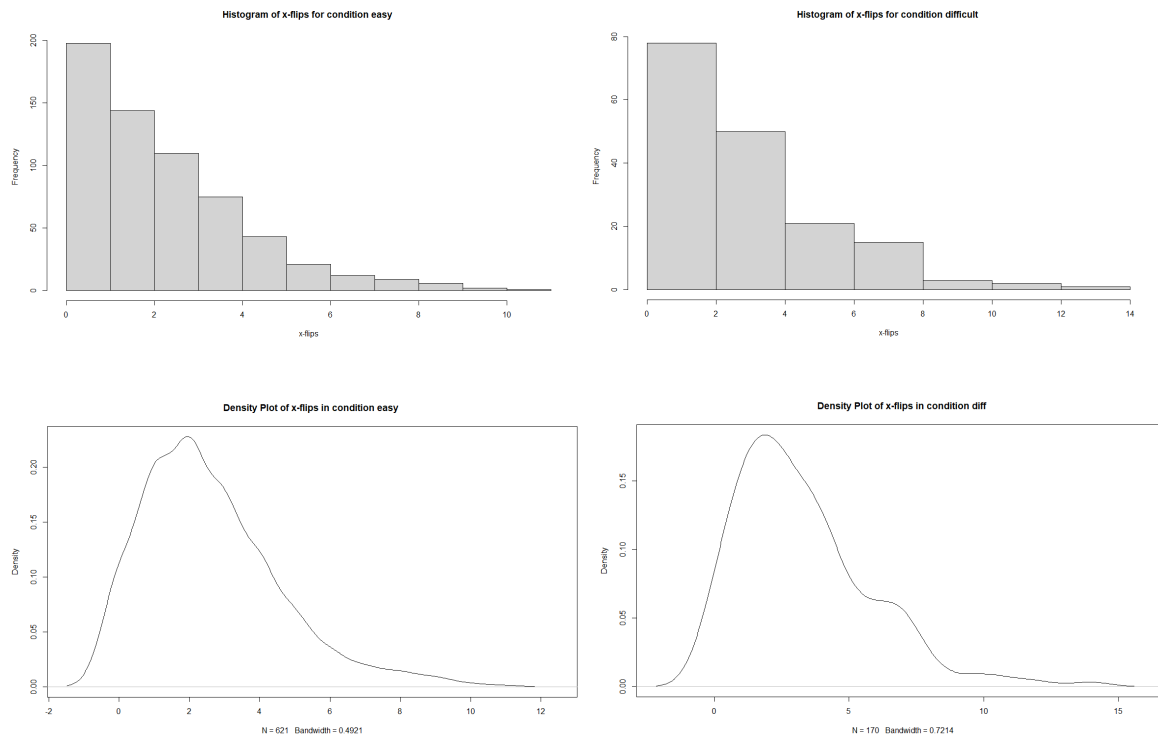 Histogram of x-flips for condition easy
Frequency
200
150
100
50
0
0 2 4 6 8 10
x-flips
Histogram of x-flips for condition difficult
Frequency
80
60
40
20
0
0 2 4 6 8 10 12 14
x-flips
Density Plot of x-flips in condition easy
Density
0.20
0.15
0.10
0.05
0.00
-2 0 2 4 6 8 10 12
N = 621 Bandwidth = 0.4921
Density Plot of x-flips in condition diff
Density
0.15
0.10
0.05
0.00
0 5 10 15
N = 170 Bandwidth = 0.7214